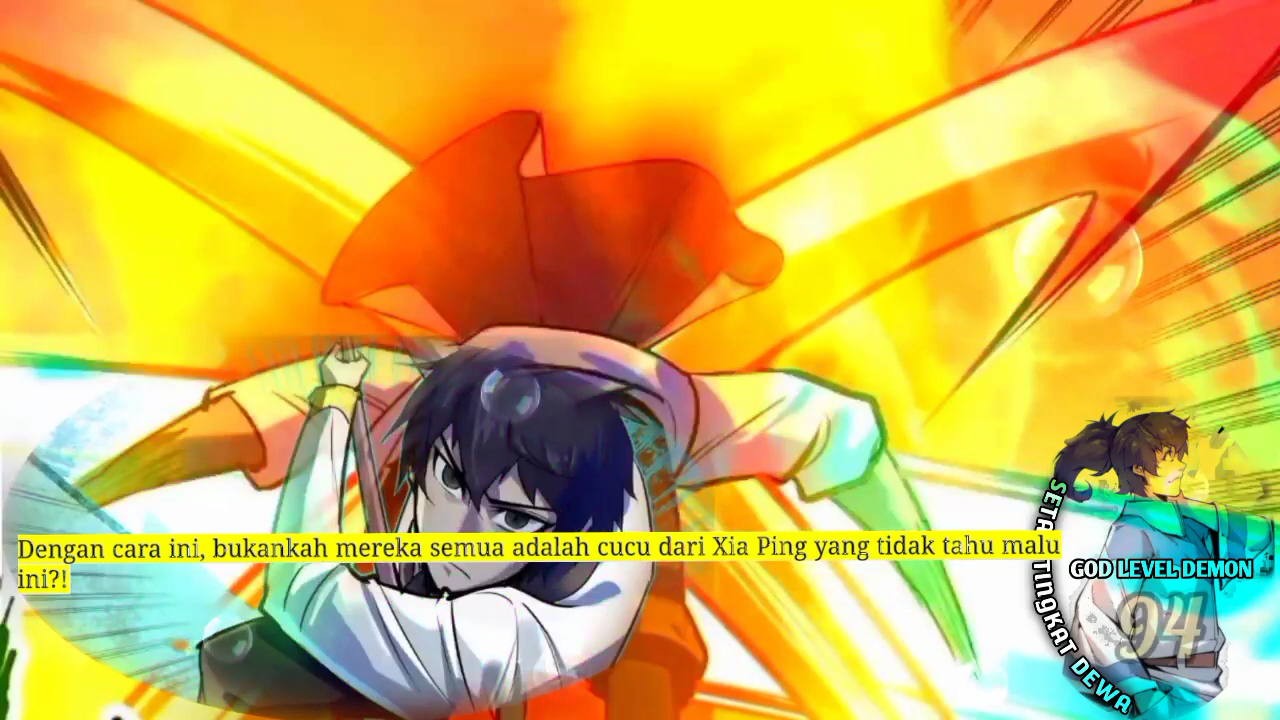 Dengan cara ini, bukankah mereka semua adalah cucu dari Xia Ping yang tidak tahu malu
ini?!
SETAN TINGKAT DEWA
GOD LEVEL DEMON
94